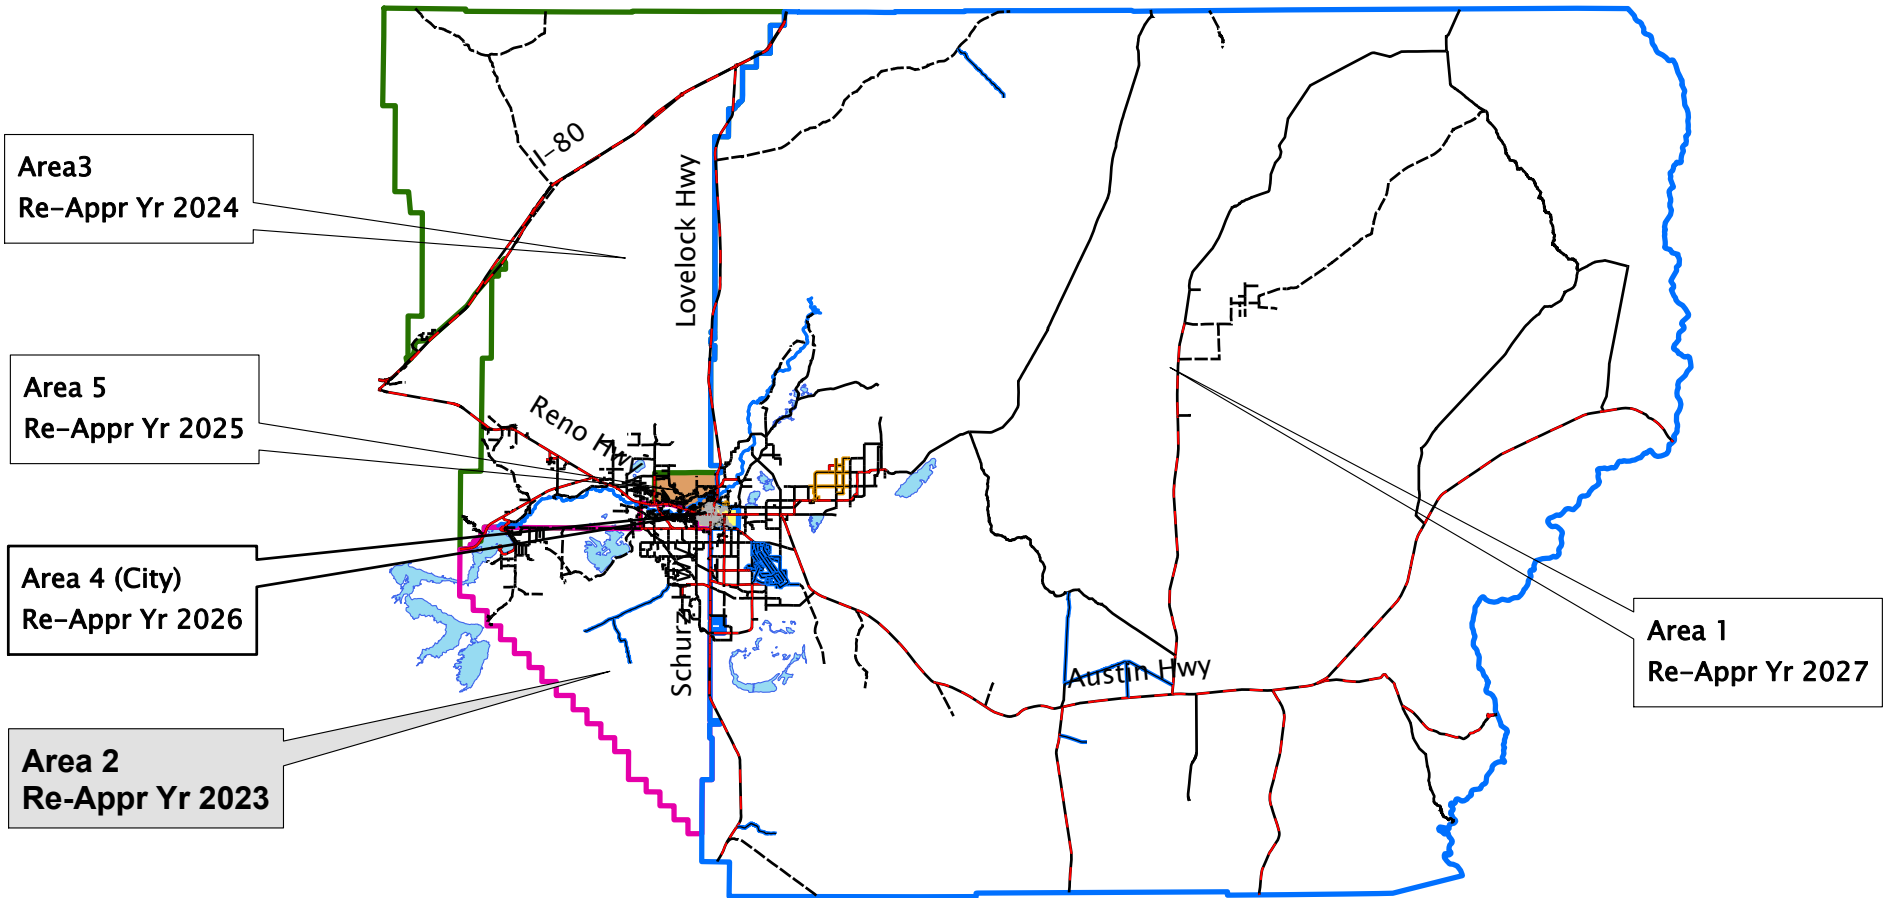 I-80
Area3
Re-Appr Yr 2024
Lovelock Hwy
Area 5
Re-Appr Yr 2025
Reno Hwy
Area 4 (City)
Re-Appr Yr 2026
Schurz Hwy
Austin Hwy
Area 1
Re-Appr Yr 2027
Area 2
Re-Appr Yr 2023